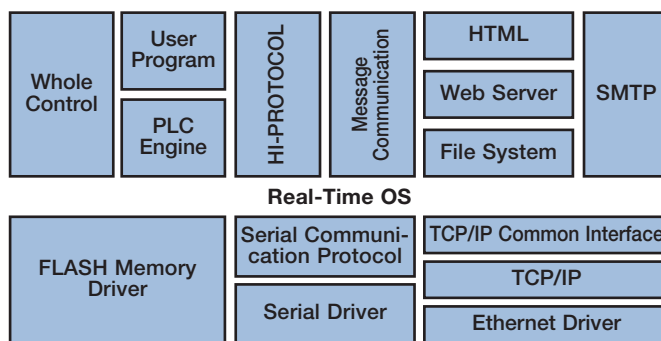 Whole
Control
User
Program
PLC
Engine
HI-PROTOCOL
Message
Communication
HTML
Web Server
File System
SMTP
Real-Time OS
FLASH Memory
Driver
Serial Communi-
cation Protocol
Serial Driver
TCP/IP Common Interface
TCP/IP
Ethernet Driver